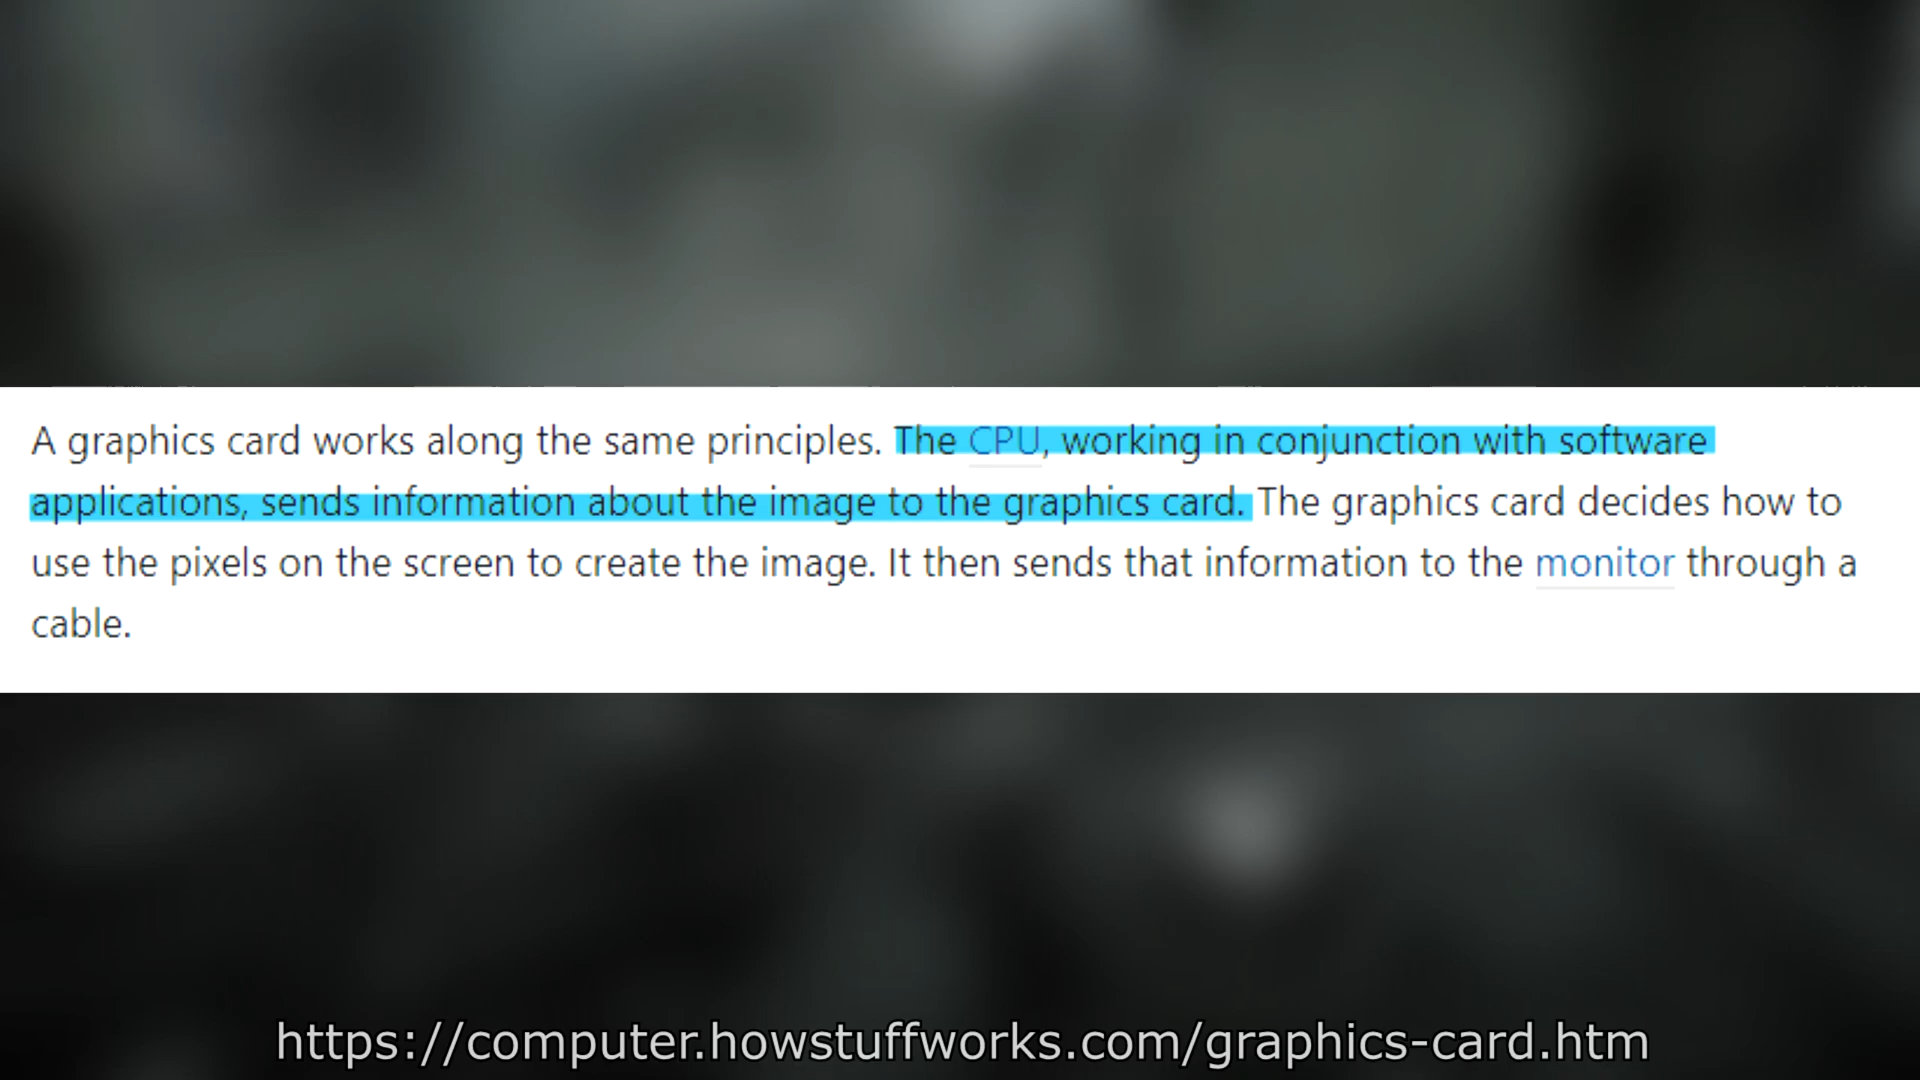 A graphics card works along the same principles. The CPU, working in conjunction with software
applications, sends information about the image to the graphics card. The graphics card decides how to
use the pixels on the screen to create the image. It then sends that information to the monitor through a
cable.
https://computer.howstuffworks.com/graphics-card.htm